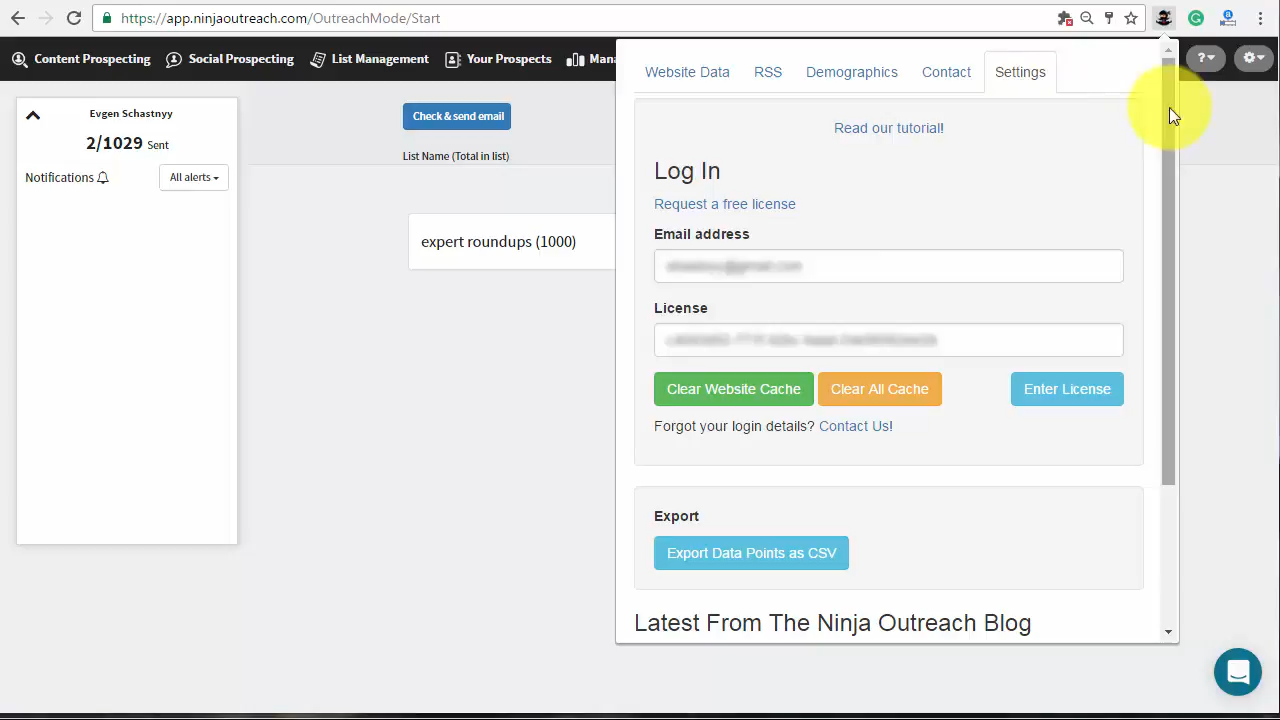 https://app.ninjaoutreach.com/OutreachMode/Start
Content Prospecting
Social Prospecting
List Management
Your Prospects
Mana
?
Evgen Schastnyy
2/1029 Sent
Notifications
All alerts
Check & send email
List Name (Total in list)
expert roundups (1000)
Website Data
RSS
Demographics
Contact
Settings
Read our tutorial!
Log In
Request a free license
Email address
License
Clear Website Cache
Clear All Cache
Enter License
Forgot your login details? Contact Us!
Export
Export Data Points as CSV
Latest From The Ninja Outreach Blog